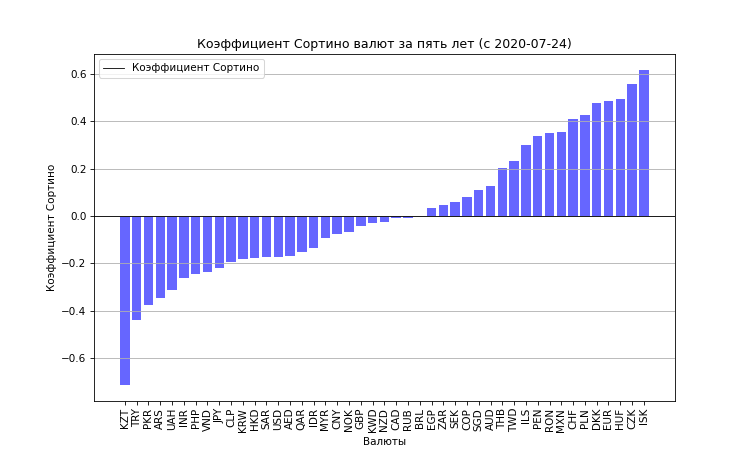 Коэффициент Сортино валют за пять лет (с 2020-07-24)
Коэффициент Сортино
0.6
0.4
0.2
0.0
−0.2
−0.4
−0.6
Коэффициент Сортино
KZT TRY PKR ARS UAH INR PHP VND JPY CLP KRW HKD SAR USD AED QAR IDR MYR CNY NOK GBP KWD NZD CAD RUB BRL EGP ZAR SEK COP SGD AUD THB TWD ILS PEN RON MXN CHF PLN DKK EUR HUF CZK ISK
Валюты